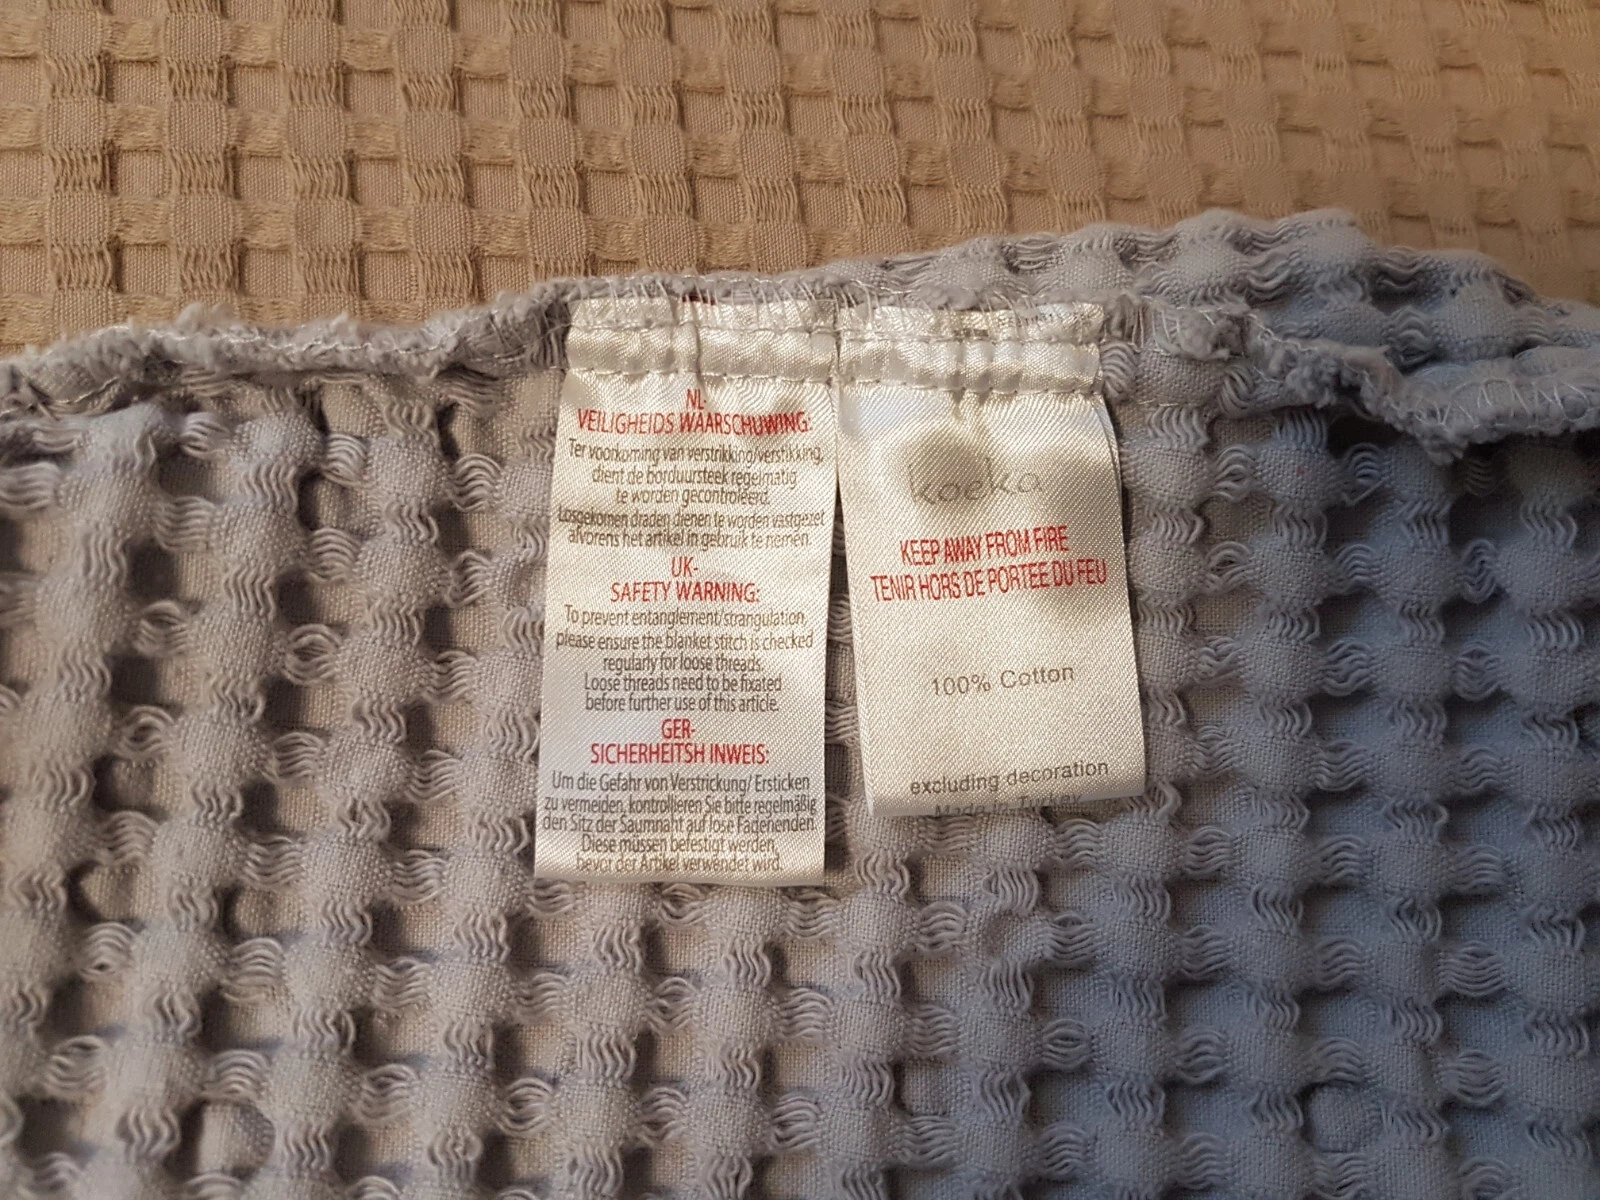 NL-
VEILIGHEIDS WAARSCHUWING:
Ter voorkoming van verstrikking/verstikking,
dient de borduursteek regelmatig
te worden gecontroleerd.
Losgekomen draden dienen te worden vastgezet
alvorens het artikel in gebruik te nemen.
UK-
SAFETY WARNING:
To prevent entanglement/strangulation,
please ensure the blanket stitch is checked
regularly for loose threads.
Loose threads need to be fixated
before further use of this article.
GER-
SICHERHEITSH INWEIS:
Um die Gefahr von Verstrickung/ Ersticken
zu vermeiden, kontrollieren Sie bitte regelmäßig
den Sitz der Saumnaht auf lose Fadenenden.
Diese müssen befestigt werden,
bevor der Artikel verwendet wird.
koeka
KEEP AWAY FROM FIRE
TENIR HORS DE PORTEE DU FEU
100% Cotton
excluding decoration
Made in Turkey